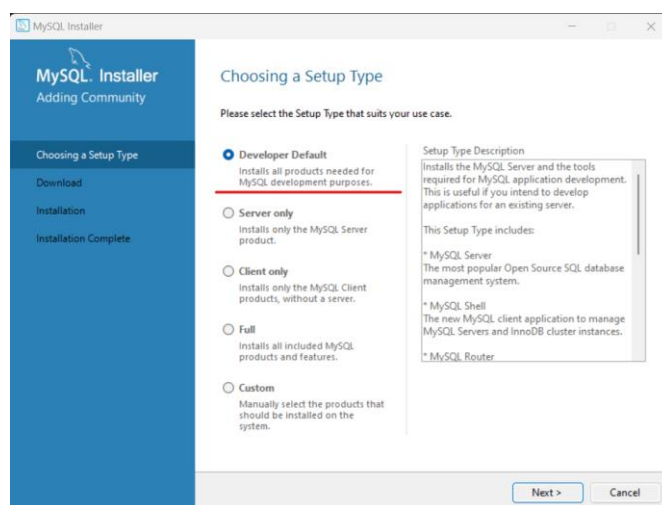 MySQL Installer
MySQL. Installer
Adding Community
Choosing a Setup Type
Download
Installation
Installation Complete
Choosing a Setup Type
Please select the Setup Type that suits your use case.
Developer Default
Installs all products needed for
MySQL development purposes.
Server only
Installs only the MySQL Server
product.
Client only
Installs only the MySQL Client
products, without a server.
Full
Installs all included MySQL
products and features.
Custom
Manually select the products that
should be installed on the
system.
Setup Type Description
Installs the MySQL Server and the tools
required for MySQL application development.
This is useful if you intend to develop
applications for an existing server.
This Setup Type includes:
* MySQL Server
The most popular Open Source SQL database
management system.
* MySQL Shell
The new MySQL client application to manage
MySQL Servers and InnoDB cluster instances.
* MySQL Router
Next >
Cancel